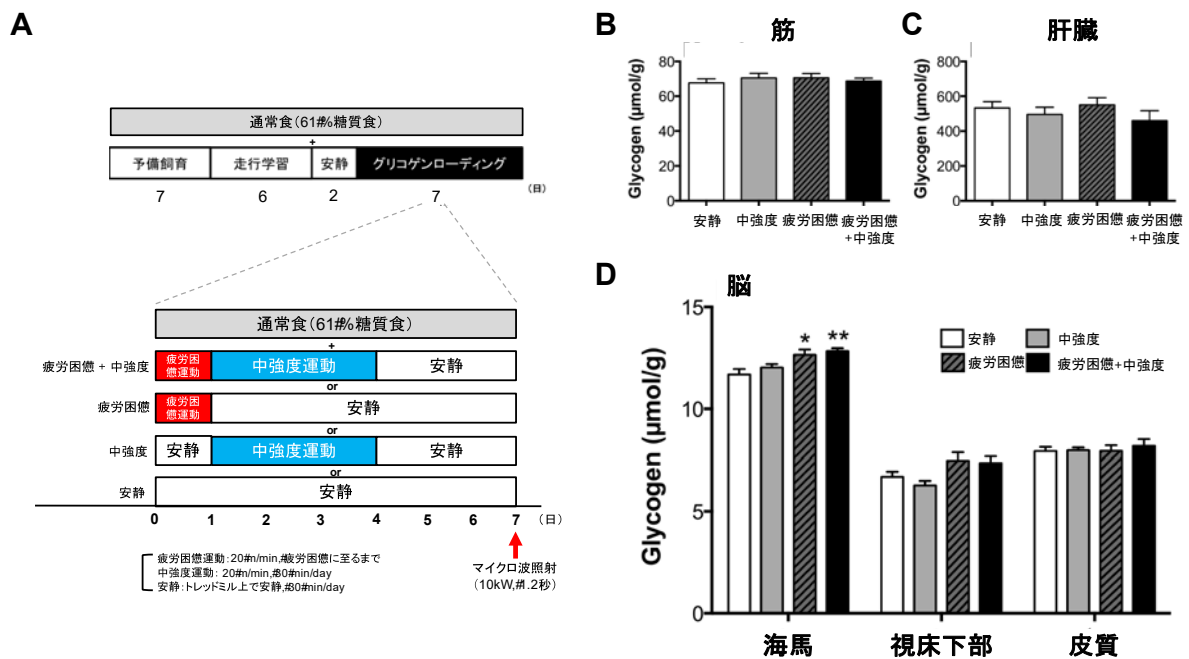 A
通常食(61#%糖質食)
+
予備飼育 走行学習 安静 グリコゲンローディング
7 6 2 7 (日)
通常食(61#%糖質食)
+
疲労困憊 + 中強度 疲労困憊運動 中強度運動 安静
or
疲労困憊 疲労困憊運動 安静
or
中強度 安静 中強度運動 安静
or
安静 安静
0 1 2 3 4 5 6 7 (日)
疲労困憊運動:20#n/min,#疲労困憊に至るまで
中強度運動: 20#n/min,#30#min/day
安静:トレッドミル上で安静,#30#min/day
マイクロ波照射
(10kW,#1.2秒)
B
筋
Glycogen (µmol/g)
80
60
40
20
0
安静 中強度 疲労困憊 疲労困憊
+中強度
C
肝臓
Glycogen (µmol/g)
800
600
400
200
0
安静 中強度 疲労困憊 疲労困憊
+中強度
D
脳
Glycogen (µmol/g)
15
10
5
0
* **
安静 中強度
疲労困憊 疲労困憊+中強度
海馬 視床下部 皮質